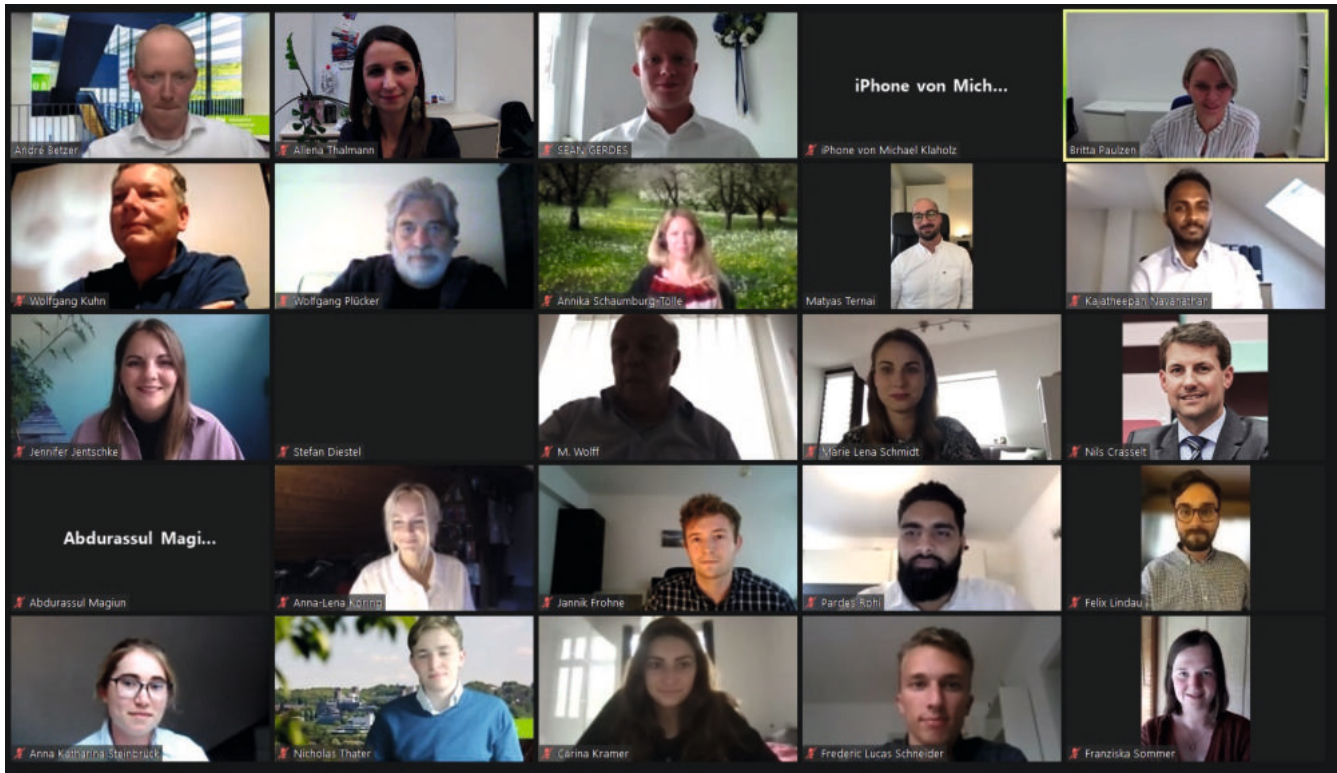 André Betzer
Aliena Thalmann
SEAN GERDES
iPhone von Mich...
iPhone von Michael Klaholz
Britta Paulzen
Wolfgang Kuhn
Wolfgang Plücker
Annika Schaumburg-Tölle
Matyas Ternai
Kajatheepan Navanathan
Jennifer Jentschke
Stefan Diestel
M. Wolff
Marie Lena Schmidt
Nils Crasselt
Abdurassul Magi...
Abdurassul Magiun
Anna-Lena Köring
Jannik Frohne
Pardes Rohi
Felix Lindau
Anna Katharina Steinbrück
Nicholas Thater
Carina Kramer
Frederic Lucas Schneider
Franziska Sommer